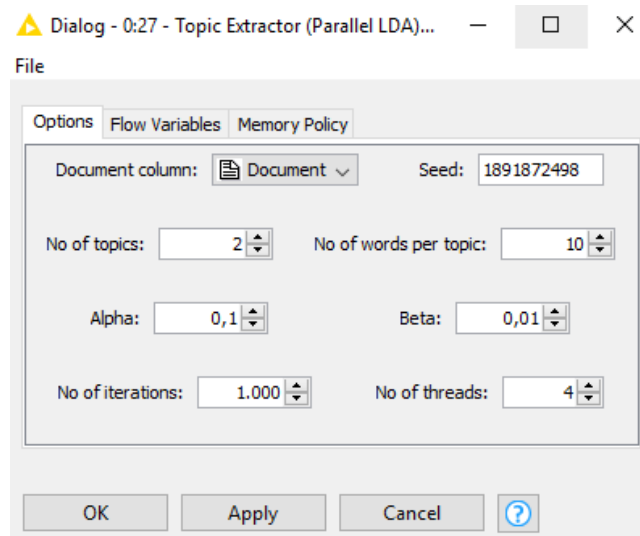 Dialog - 0:27 - Topic Extractor (Parallel LDA)...
File
Options Flow Variables Memory Policy
Document column: Document Seed: 1891872498
No of topics: 2 No of words per topic: 10
Alpha: 0,1 Beta: 0,01
No of iterations: 1.000 No of threads: 4
OK Apply Cancel ?